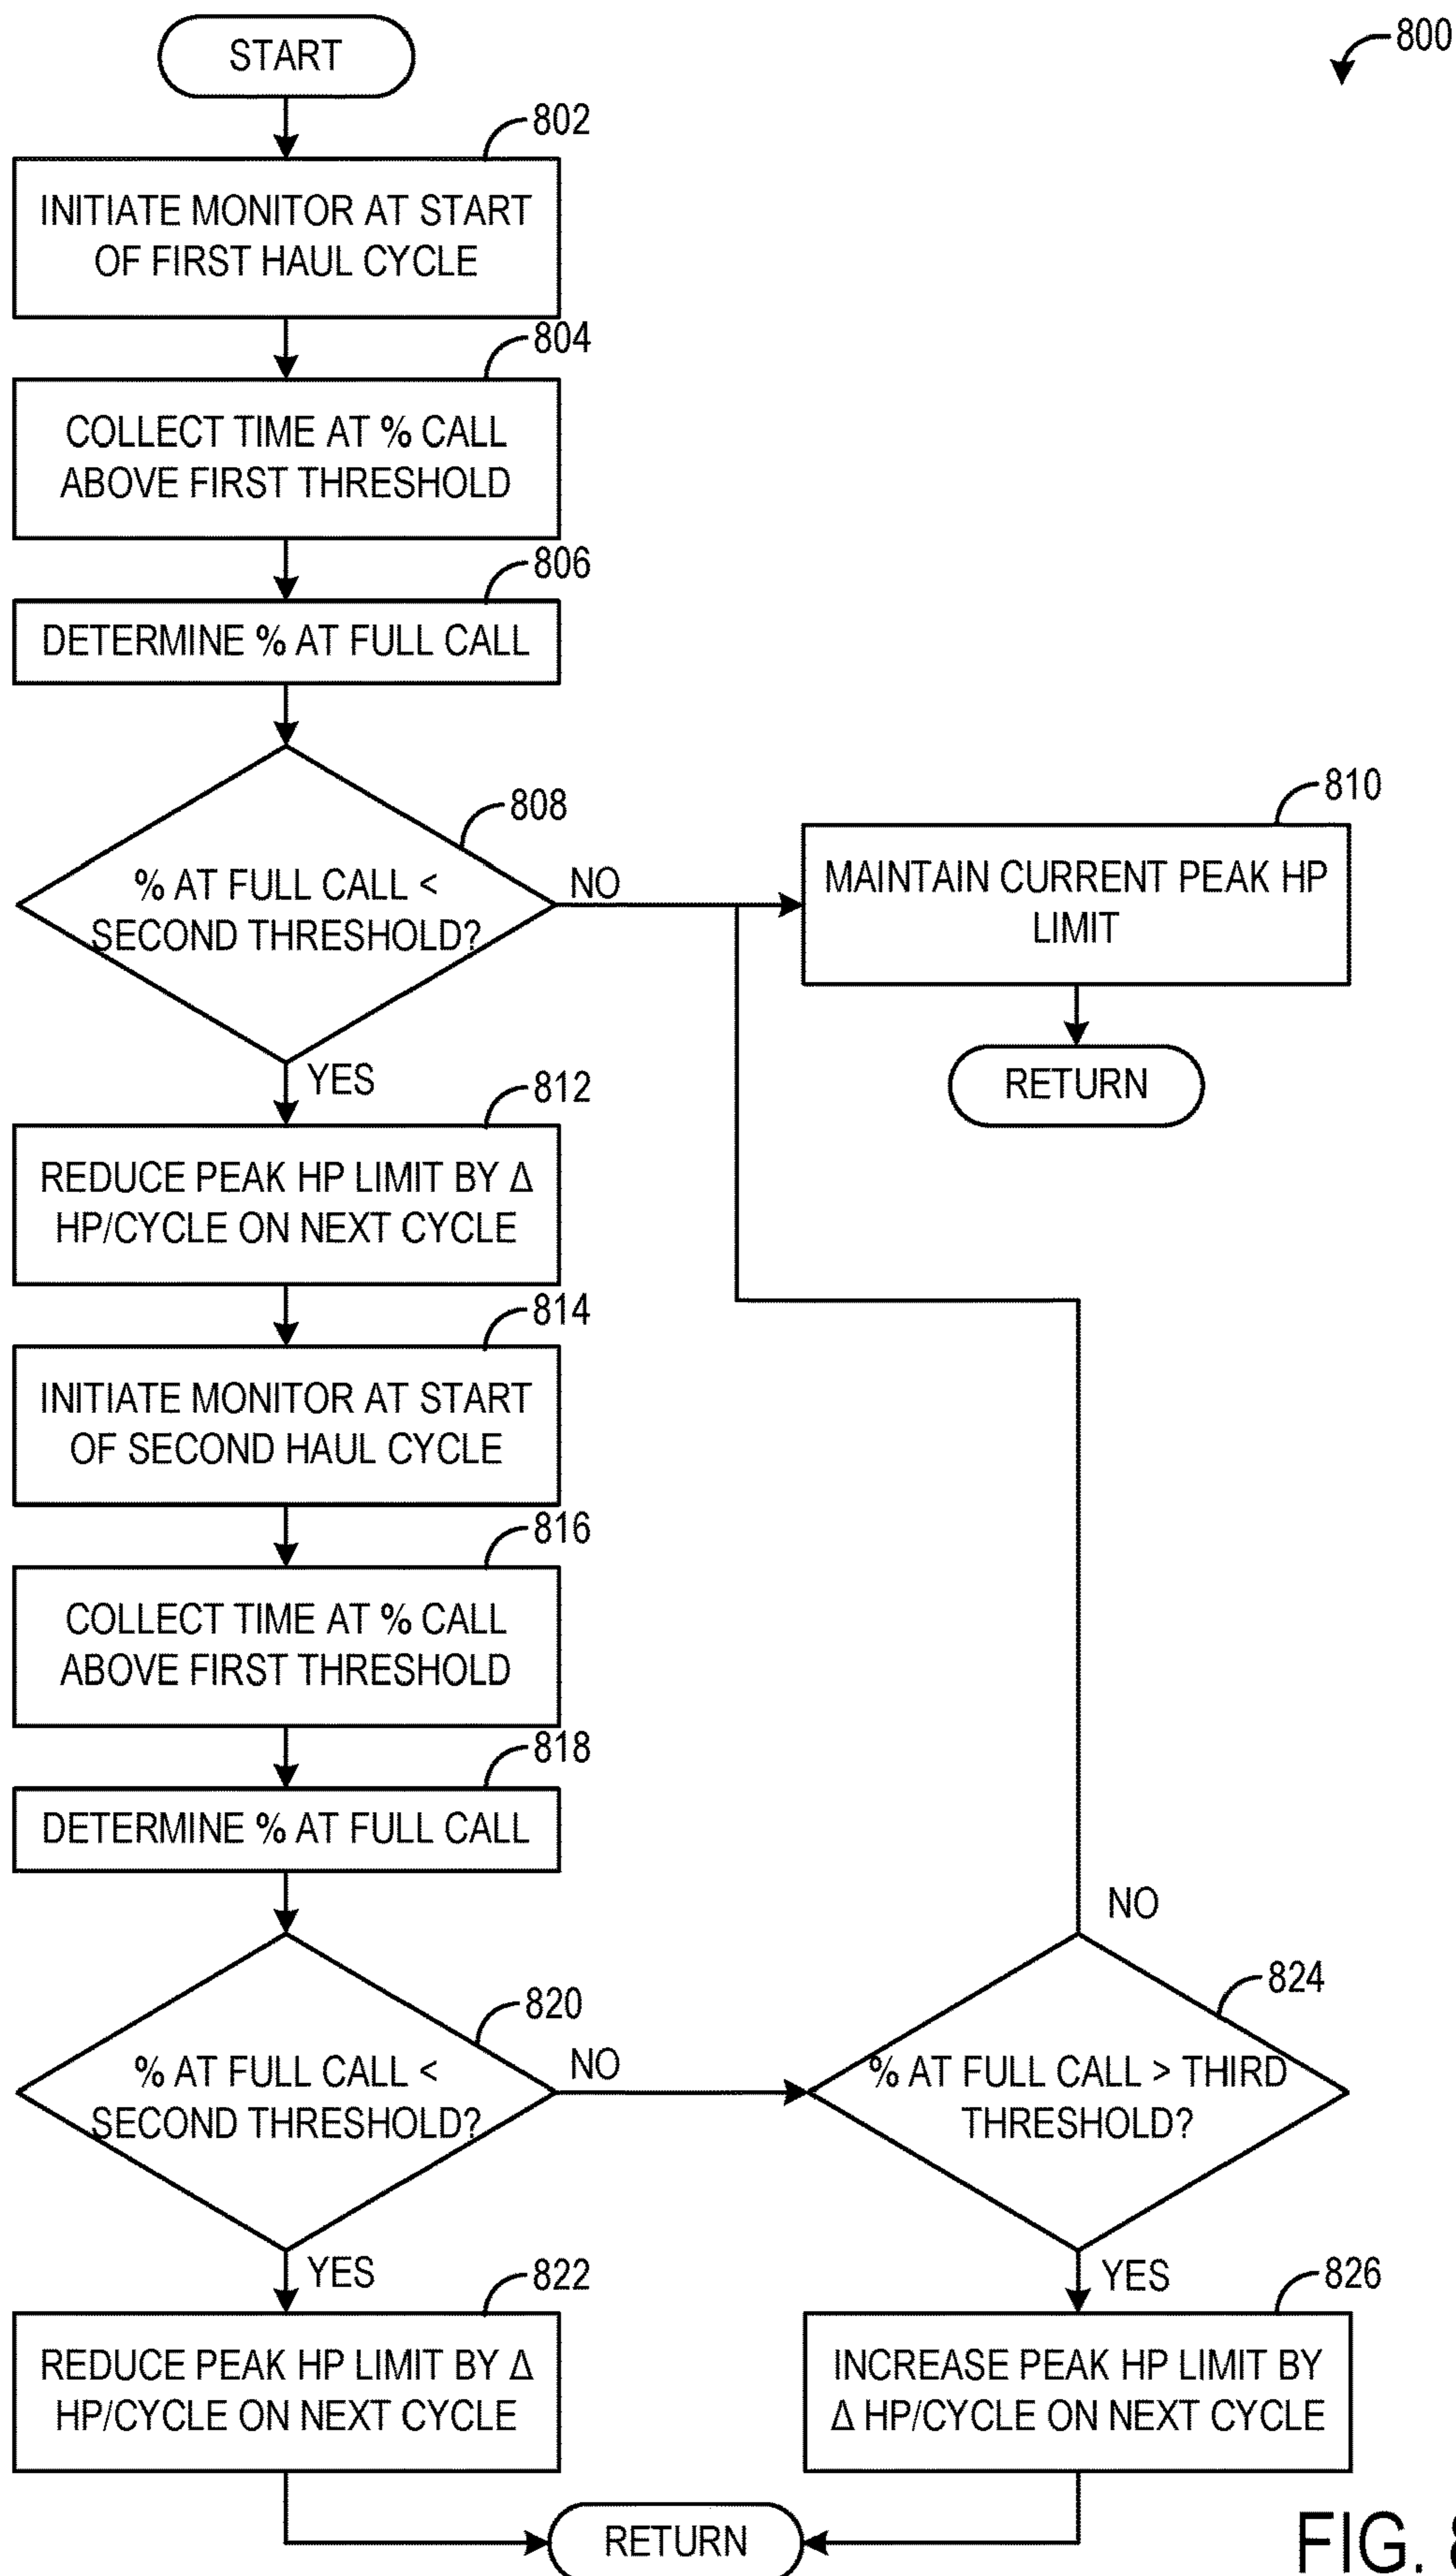 START
800
802
INITIATE MONITOR AT START
OF FIRST HAUL CYCLE
804
COLLECT TIME AT % CALL
ABOVE FIRST THRESHOLD
806
DETERMINE % AT FULL CALL
808
% AT FULL CALL <
SECOND THRESHOLD?
NO
810
MAINTAIN CURRENT PEAK HP
LIMIT
RETURN
YES
812
REDUCE PEAK HP LIMIT BY Δ
HP/CYCLE ON NEXT CYCLE
814
INITIATE MONITOR AT START
OF SECOND HAUL CYCLE
816
COLLECT TIME AT % CALL
ABOVE FIRST THRESHOLD
818
DETERMINE % AT FULL CALL
820
% AT FULL CALL <
SECOND THRESHOLD?
NO
NO
824
% AT FULL CALL > THIRD
THRESHOLD?
YES
822
REDUCE PEAK HP LIMIT BY Δ
HP/CYCLE ON NEXT CYCLE
YES
826
INCREASE PEAK HP LIMIT BY
Δ HP/CYCLE ON NEXT CYCLE
RETURN
FIG. 8